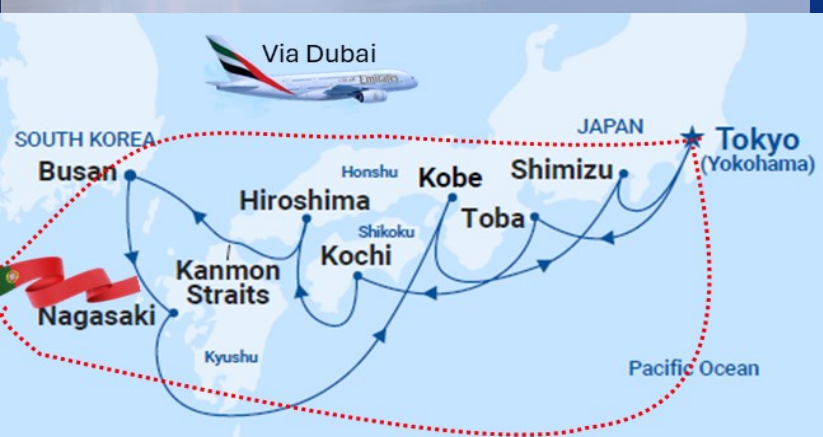 Via Dubai
Emirates
SOUTH KOREA
JAPAN
Tokyo
(Yokohama)
Busan
Honshu
Kobe
Shimizu
Hiroshima
Toba
Shikoku
Kochi
Kanmon
Straits
Nagasaki
Kyushu
Pacific Ocean